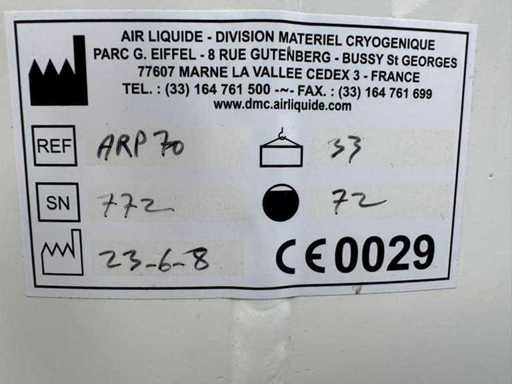 AIR LIQUIDE - DIVISION MATERIEL CRYOGENIQUE
PARC G. EIFFEL - 8 RUE GUTENBERG - BUSSY St GEORGES
77607 MARNE LA VALLEE CEDEX 3 - FRANCE
TEL. : (33) 164 761 500 -~- FAX. : (33) 164 761 699
www.dmc.airliquide.com
REF ARP 70 33
SN 772 72
23-6-8 CE 0029